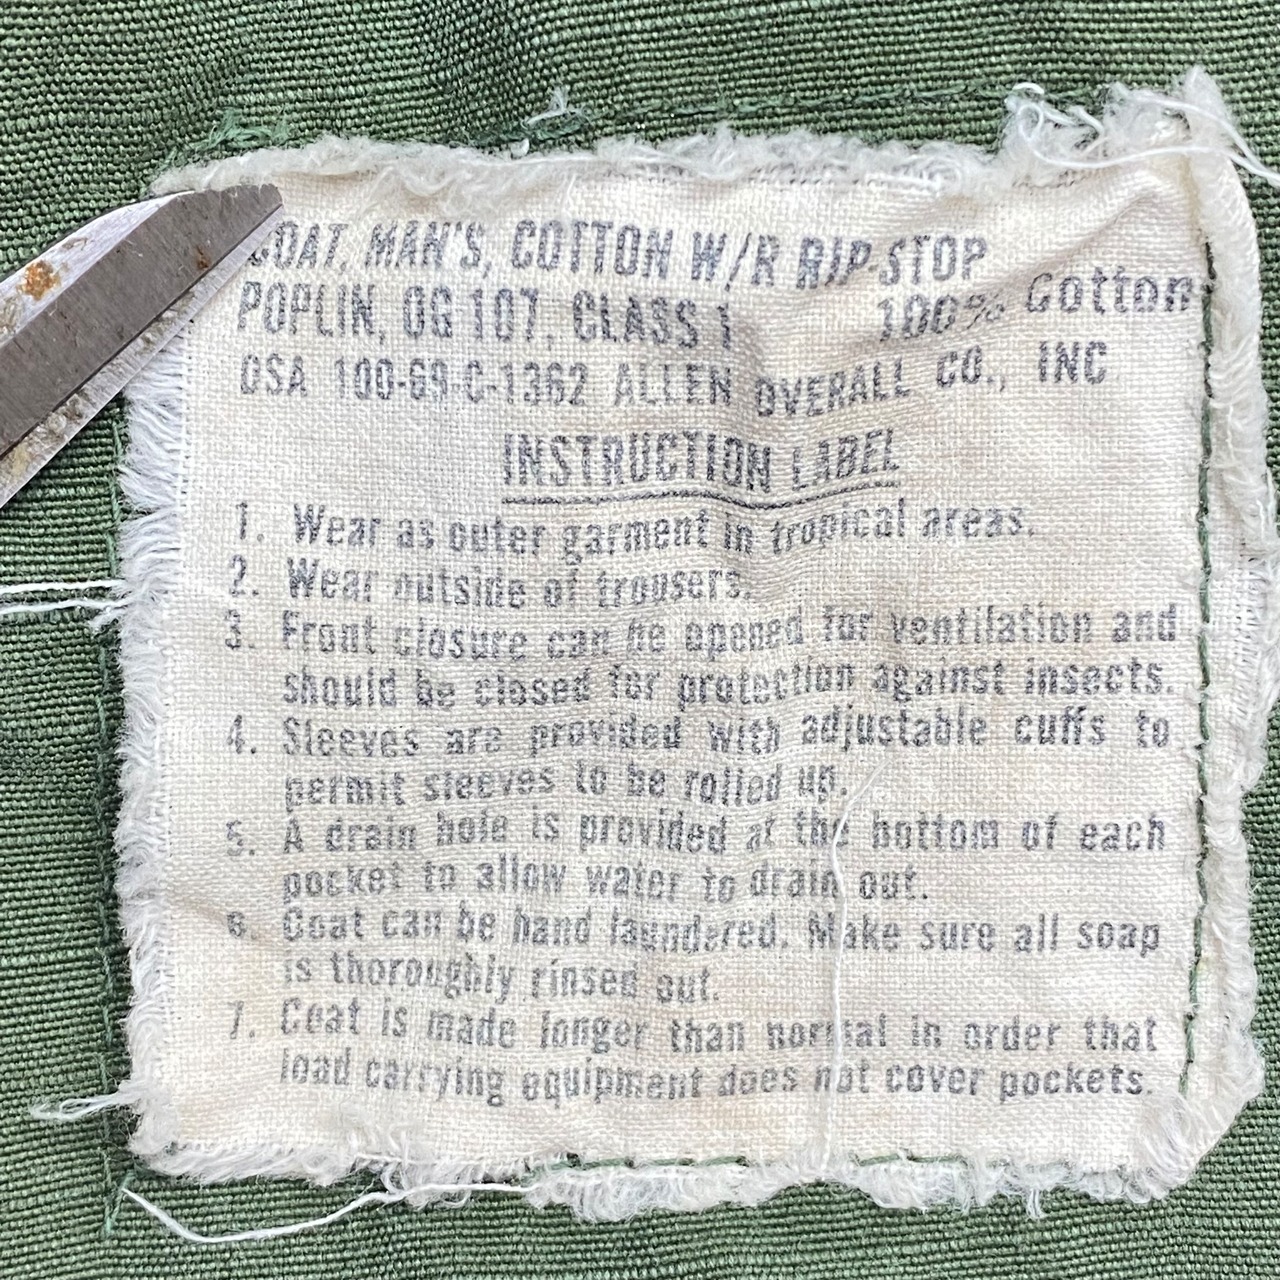 COAT, MAN'S, COTTON W/R RIP-STOP
POPLIN, OG 107, CLASS 1 100% Cotton
DSA 100-69-C-1362 ALLEN OVERALL CO., INC
INSTRUCTION LABEL
1. Wear as outer garment in tropical areas.
2. Wear outside of trousers.
3. Front closure can be opened for ventilation and
should be closed for protection against insects.
4. Sleeves are provided with adjustable cuffs to
permit sleeves to be rolled up.
5. A drain hole is provided at the bottom of each
pocket to allow water to drain out.
6. Coat can be hand laundered. Make sure all soap
is thoroughly rinsed out.
7. Coat is made longer than normal in order that
load carrying equipment does not cover pockets.